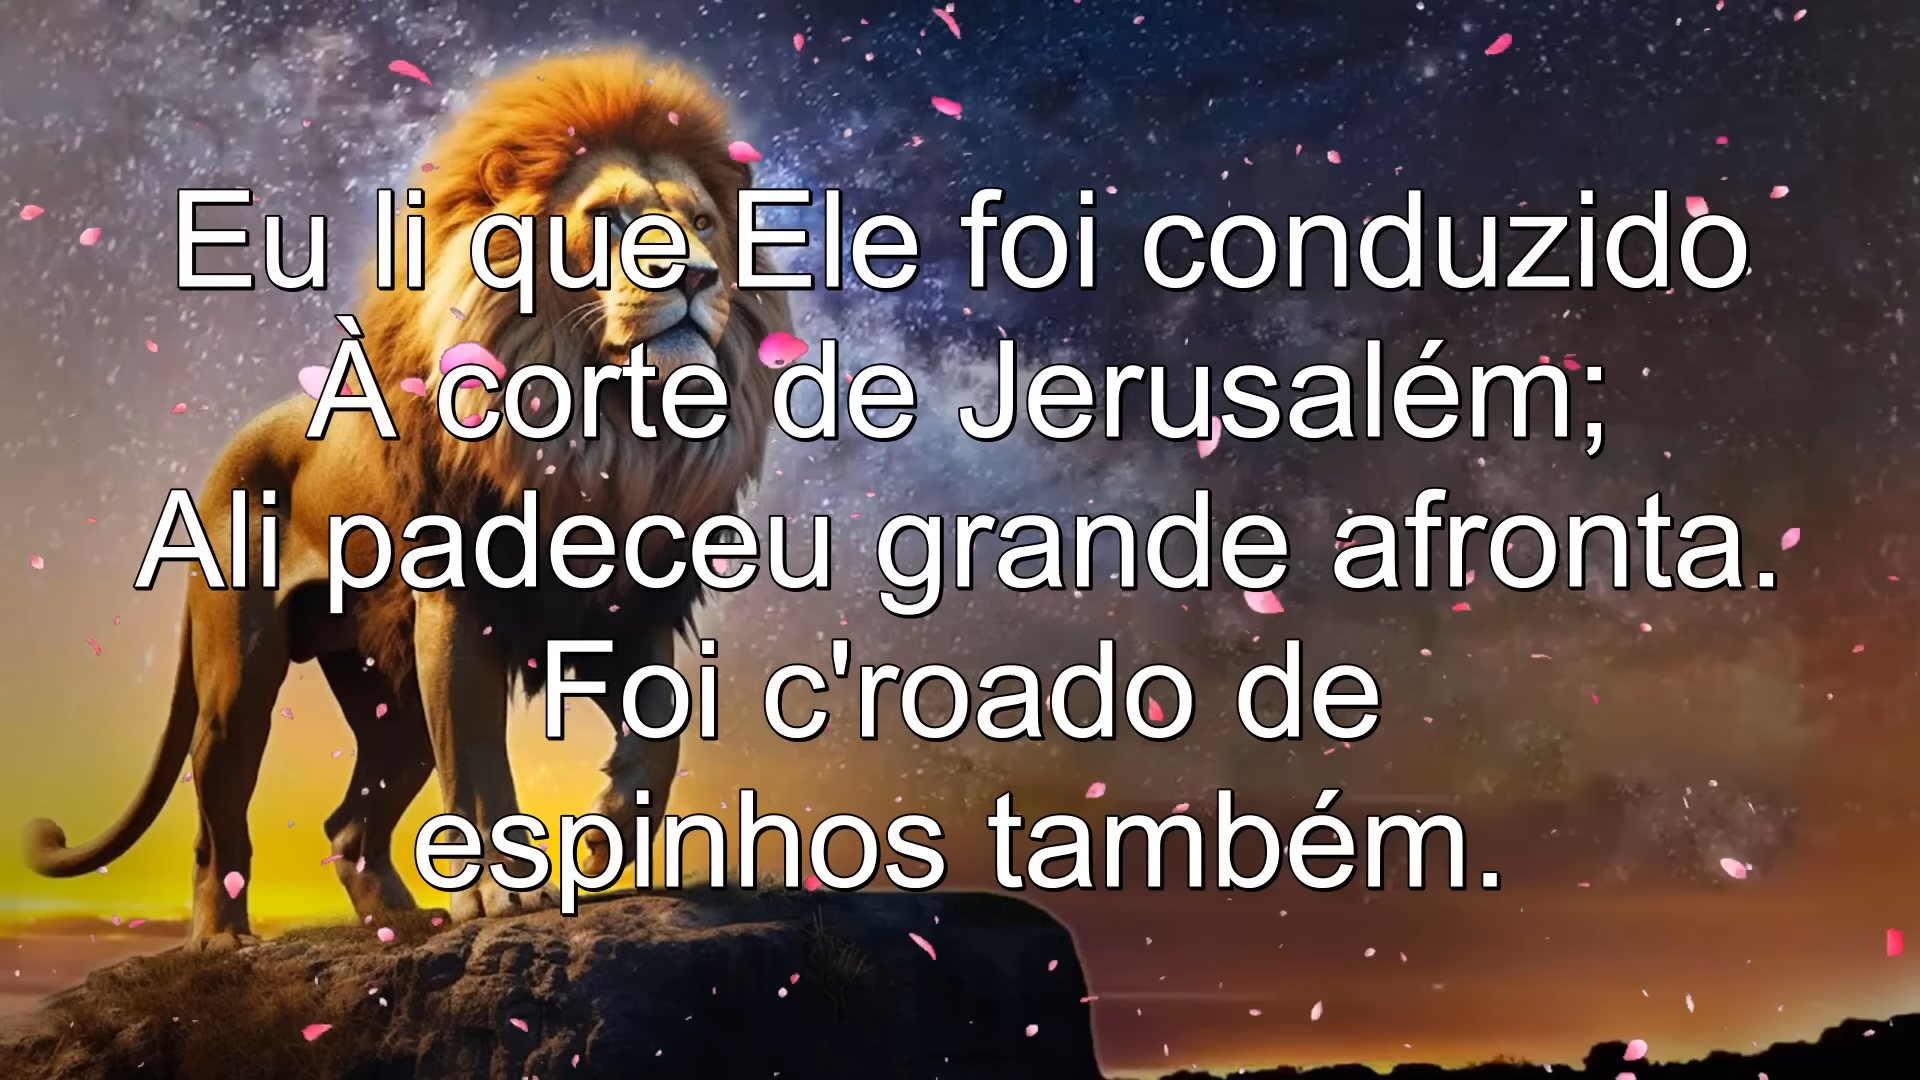 Eu li que Ele foi conduzido
À corte de Jerusalém;
Ali padeceu grande afronta.
Foi c'roado de
espinhos também.